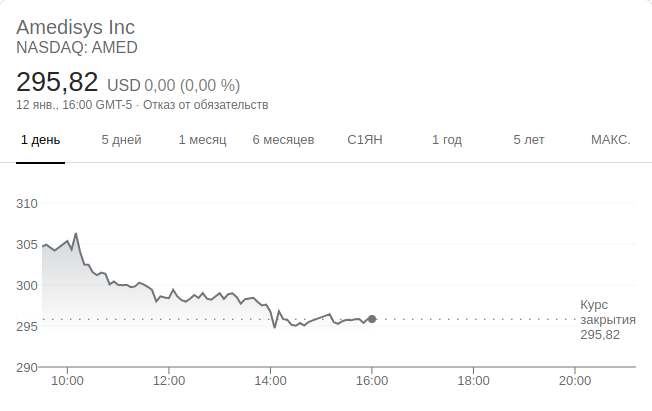 Amedisys Inc
NASDAQ: AMED
295,82 USD 0,00 (0,00 %)
12 янв., 16:00 GMT-5 · Отказ от обязательств
1 день 5 дней 1 месяц 6 месяцев С1ЯН 1 год 5 лет МАКС.
310
305
300
295
290
Курс
закрытия
295,82
10:00 12:00 14:00 16:00 18:00 20:00